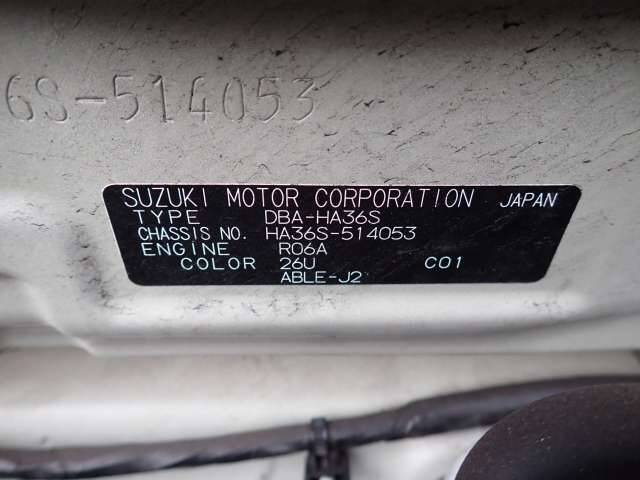 6S-514053
SUZUKI MOTOR CORPORATION JAPAN
TYPE DBA-HA36S
CHASSIS NO. HA36S-514053
ENGINE R06A
COLOR 26U C01
ABLE-J2